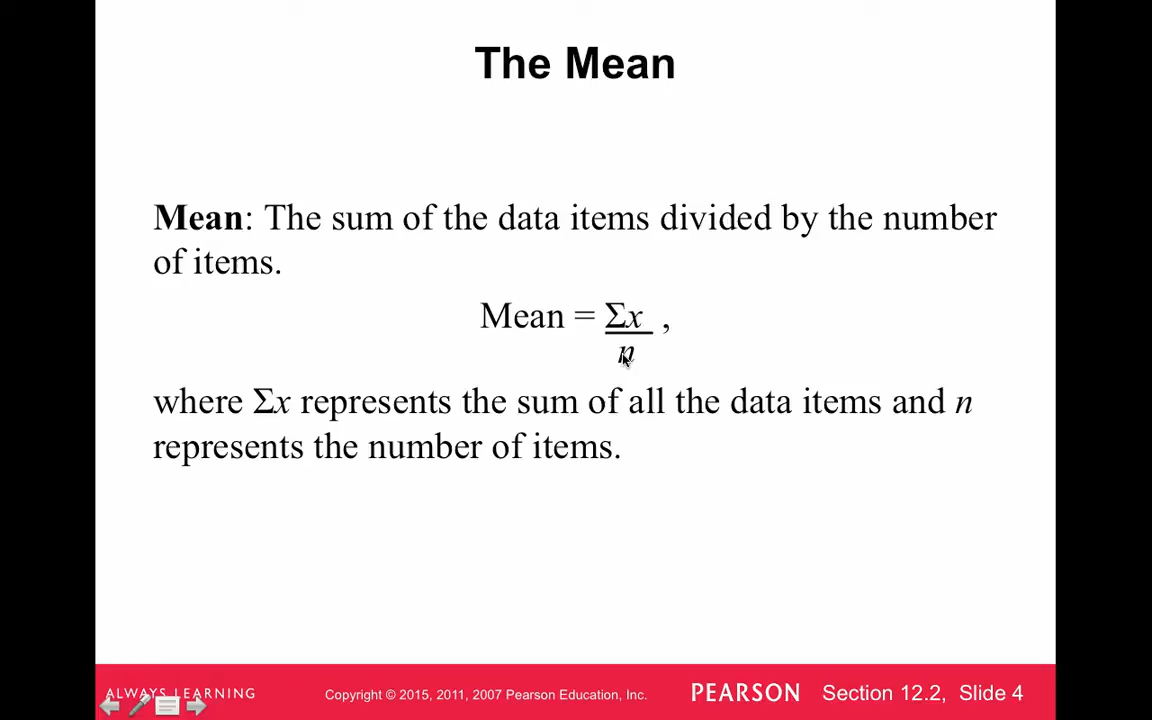 The Mean
Mean: The sum of the data items divided by the number
of items.
Mean = Σx ,
n
where Σx represents the sum of all the data items and n
represents the number of items.
ALWAYS LEARNING
Copyright © 2015, 2011, 2007 Pearson Education, Inc.
PEARSON
Section 12.2, Slide 4